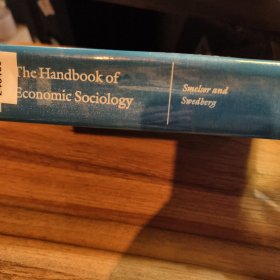 The Handbook of
Economic Sociology
Smelser and
Swedberg